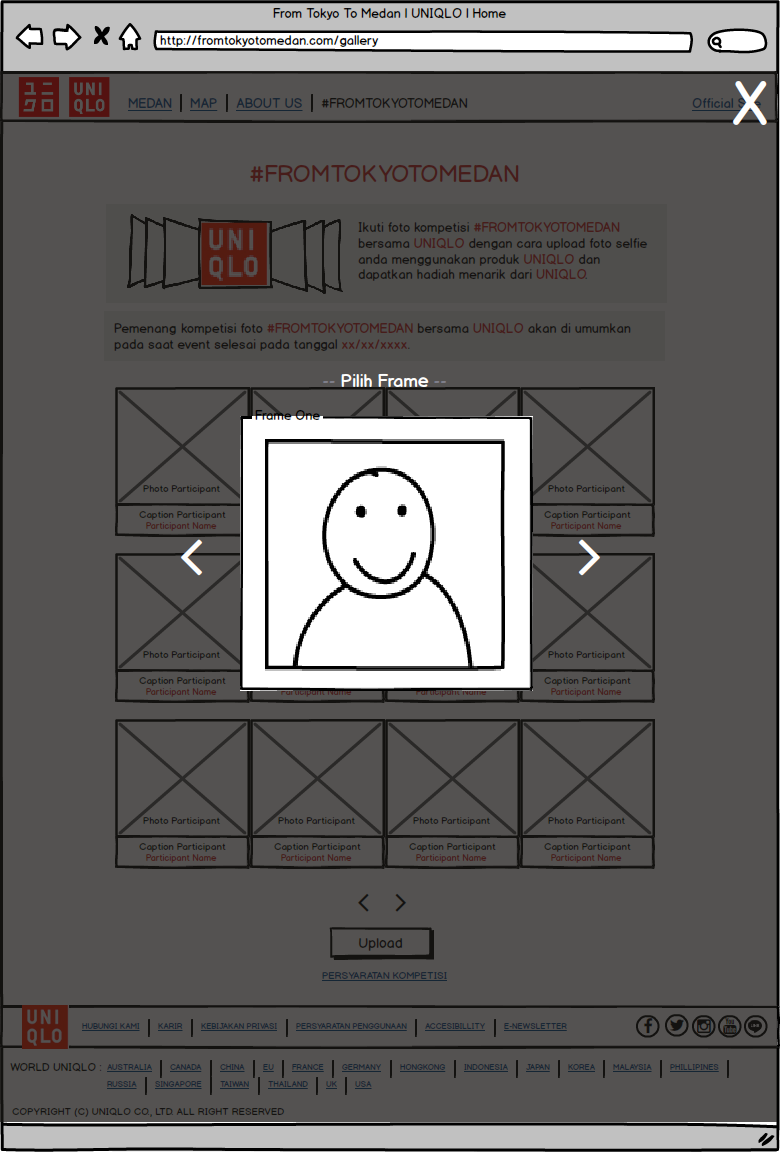 From Tokyo To Medan | UNIQLO | Home
http://fromtokyotomedan.com/gallery
ユニ
クロ
UNI
QLO
MEDAN | MAP | ABOUT US | #FROMTOKYOTOMEDAN
Official
X
#FROMTOKYOTOMEDAN
UNI
QLO
Ikuti foto kompetisi #FROMTOKYOTOMEDAN
bersama UNIQLO dengan cara upload foto selfie
anda menggunakan produk UNIQLO dan
dapatkan hadiah menarik dari UNIQLO.
Pemenang kompetisi foto #FROMTOKYOTOMEDAN bersama UNIQLO akan di umumkan
pada saat event selesai pada tanggal xx/xx/xxxx.
-- Pilih Frame --
Frame One
Photo Participant Photo Participant
Caption Participant Caption Participant
Participant Name Participant Name
Photo Participant Photo Participant
Caption Participant Caption Participant
Participant Name Participant Name Participant Name Participant Name
Photo Participant Photo Participant Photo Participant Photo Participant
Caption Participant Caption Participant Caption Participant Caption Participant
Participant Name Participant Name Participant Name Participant Name
Upload
PERSYARATAN KOMPETISI
UNI
QLO
HUBUNGI KAMI | KARIR | KEBIJAKAN PRIVASI | PERSYARATAN PENGGUNAAN | ACCESIBILLITY | E-NEWSLETTER
You
Tube
LINE
WORLD UNIQLO : AUSTRALIA | CANADA | CHINA | EU | FRANCE | GERMANY | HONGKONG | INDONESIA | JAPAN | KOREA | MALAYSIA | PHILLIPINES |
RUSSIA | SINGAPORE | TAIWAN | THAILAND | UK | USA
COPYRIGHT (C) UNIQLO CO., LTD. ALL RIGHT RESERVED